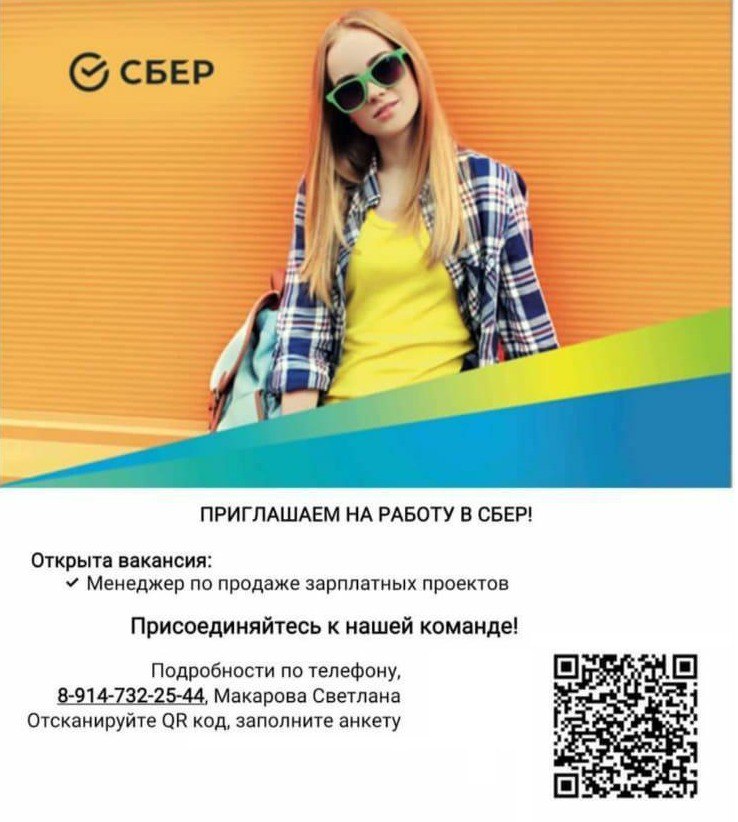 СБЕР
ПРИГЛАШАЕМ НА РАБОТУ В СБЕР!
Открыта вакансия:
✓ Менеджер по продаже зарплатных проектов
Присоединяйтесь к нашей команде!
Подробности по телефону,
8-914-732-25-44, Макарова Светлана
Отсканируйте QR код, заполните анкету